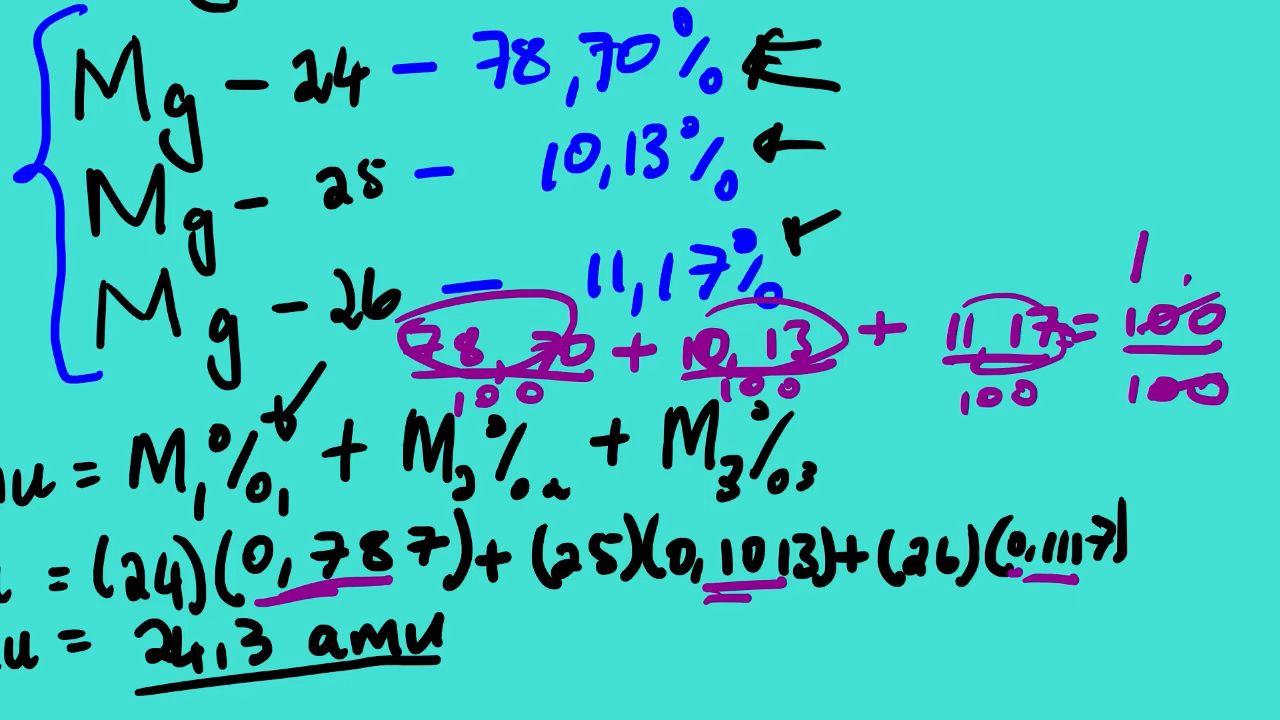 Mg - 24 - 78,70%
Mg - 25 - 10,13%
Mg - 26 - 11,17%
78,70/100 + 10,13/100 + 11,17/100 = 100/100 1
mu = M₁%₁ + M₂%₂ + M₃%₃
= (24)(0,787) + (25)(0,1013) + (26)(0,1117)
u = 24,3 amu